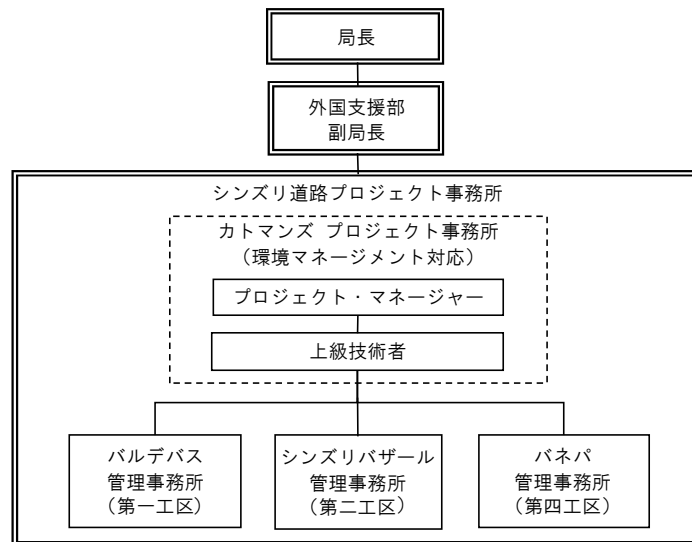 局長
外国支援部
副局長
シンズリ道路プロジェクト事務所
カトマンズ プロジェクト事務所
（環境マネージメント対応）
プロジェクト・マネージャー
上級技術者
バルデバス
管理事務所
（第一工区）
シンズリバザール
管理事務所
（第二工区）
バネパ
管理事務所
（第四工区）